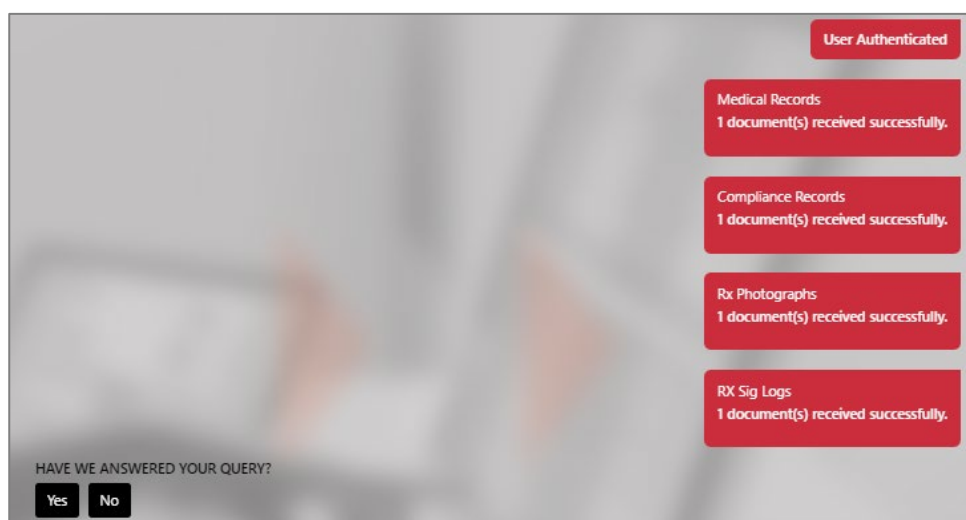 User Authenticated
Medical Records
1 document(s) received successfully.
Compliance Records
1 document(s) received successfully.
Rx Photographs
1 document(s) received successfully.
RX Sig Logs
1 document(s) received successfully.
HAVE WE ANSWERED YOUR QUERY?
Yes No